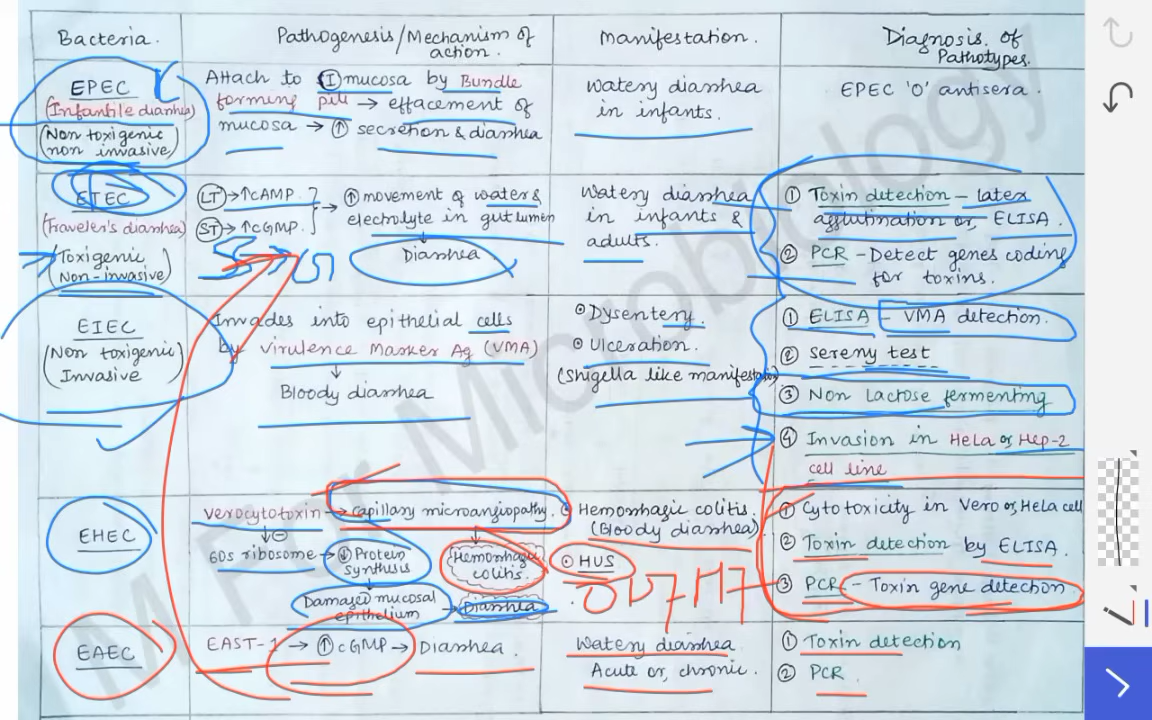 Bacteria.
Pathogenesis/Mechanism of
action.
Manifestation.
Diagnosis of
Pathotypes.
EPEC
(Infantile diarrhea)
(Non toxigenic
non invasive)
Attach to (I) mucosa by Bundle
forming pili → effacement of
mucosa → ↑ secretion & diarrhea
Watery diarrhea
in infants.
EPEC 'O' antisera.
ETEC
(Traveler's diarrhea)
(Toxigenic
Non-invasive)
LT → ↑cAMP.
ST → ↑cGMP.
→ ↑ movement of water &
electrolyte in gut lumen
↓
Diarrhea
Watery diarrhea
in infants &
adults.
① Toxin detection – latex
agglutination or, ELISA.
② PCR – Detect genes coding
for toxins.
EIEC
(Non toxigenic
Invasive)
Invades into epithelial cells
by Virulence Marker Ag (VMA)
↓
Bloody diarrhea
⊙ Dysentery.
⊙ Ulceration.
(Shigella like manifestation)
① ELISA – VMA detection.
② Sereny test
③ Non Lactose fermenting
④ Invasion in HeLa or Hep-2
cell line
EHEC
Verocytotoxin → capillary microangiopathy.
↓⊖
60s ribosome → ↓ Protein
synthesis
↓
Damaged mucosal
epithelium → Diarrhea
↓
Hemorrhagic
colitis.
⊙ Hemorrhagic colitis.
(Bloody diarrhea)
⊙ HUS
O157 H7
① Cytotoxicity in Vero or, HeLa cell
② Toxin detection by ELISA.
③ PCR – Toxin gene detection
EAEC
EAST-1 → ↑ cGMP → Diarrhea.
Watery diarrhea
Acute or, chronic.
① Toxin detection
② PCR
M For Microbiology